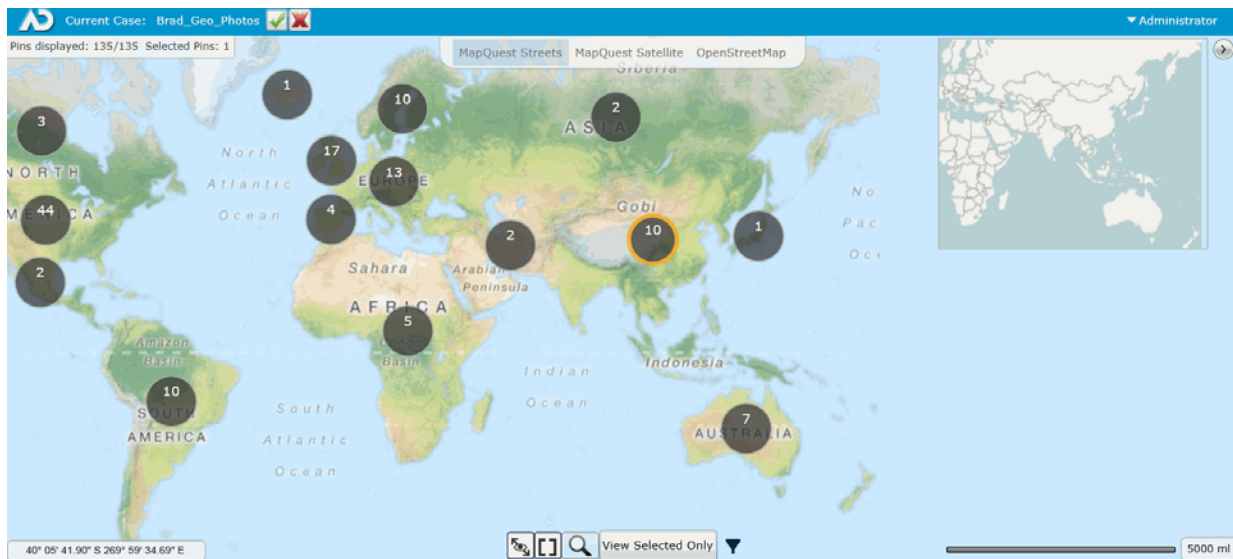 Current Case: Brad_Geo_Photos
Administrator
Pins displayed: 135/135 Selected Pins: 1
MapQuest Streets MapQuest Satellite OpenStreetMap
Siberia
1
10
2
3
ASIA
North
Atlantic
Ocean
17
13
EUROPE
NORTH
44
4
Gobi
10
1
2
2
Sahara
Arabian
Peninsula
AFRICA
5
Basin
Amazon
Basin
Indonesia
Indian
Ocean
10
SOUTH
AMERICA
South
Atlantic
Ocean
7
AUSTRALIA
View Selected Only
40° 05' 41.90" S 269° 59' 34.69" E
5000 ml